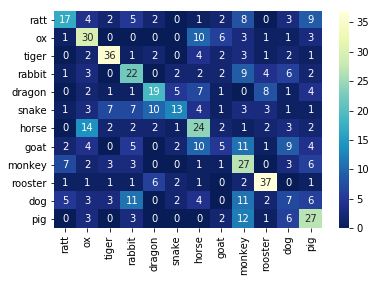 ratt 17 4 2 5 2 0 1 2 8 0 3 9
ox 1 30 0 0 0 0 10 6 3 1 1 3
tiger 0 2 36 1 2 0 4 2 3 1 2 1
rabbit 1 3 0 22 0 2 2 2 9 4 6 2
dragon 0 2 1 1 19 5 7 1 0 8 1 4
snake 1 3 7 7 10 13 4 1 3 3 1 1
horse 0 14 2 2 2 1 24 2 1 2 3 2
goat 2 4 0 5 0 2 10 5 11 1 9 4
monkey 7 2 3 3 0 0 1 1 27 0 3 6
rooster 1 1 1 1 6 2 1 0 2 37 0 1
dog 5 3 3 11 0 2 4 0 11 2 7 6
pig 0 3 0 3 0 0 0 2 12 1 6 27
ratt ox tiger rabbit dragon snake horse goat monkey rooster dog pig
35
30
25
20
15
10
5
0